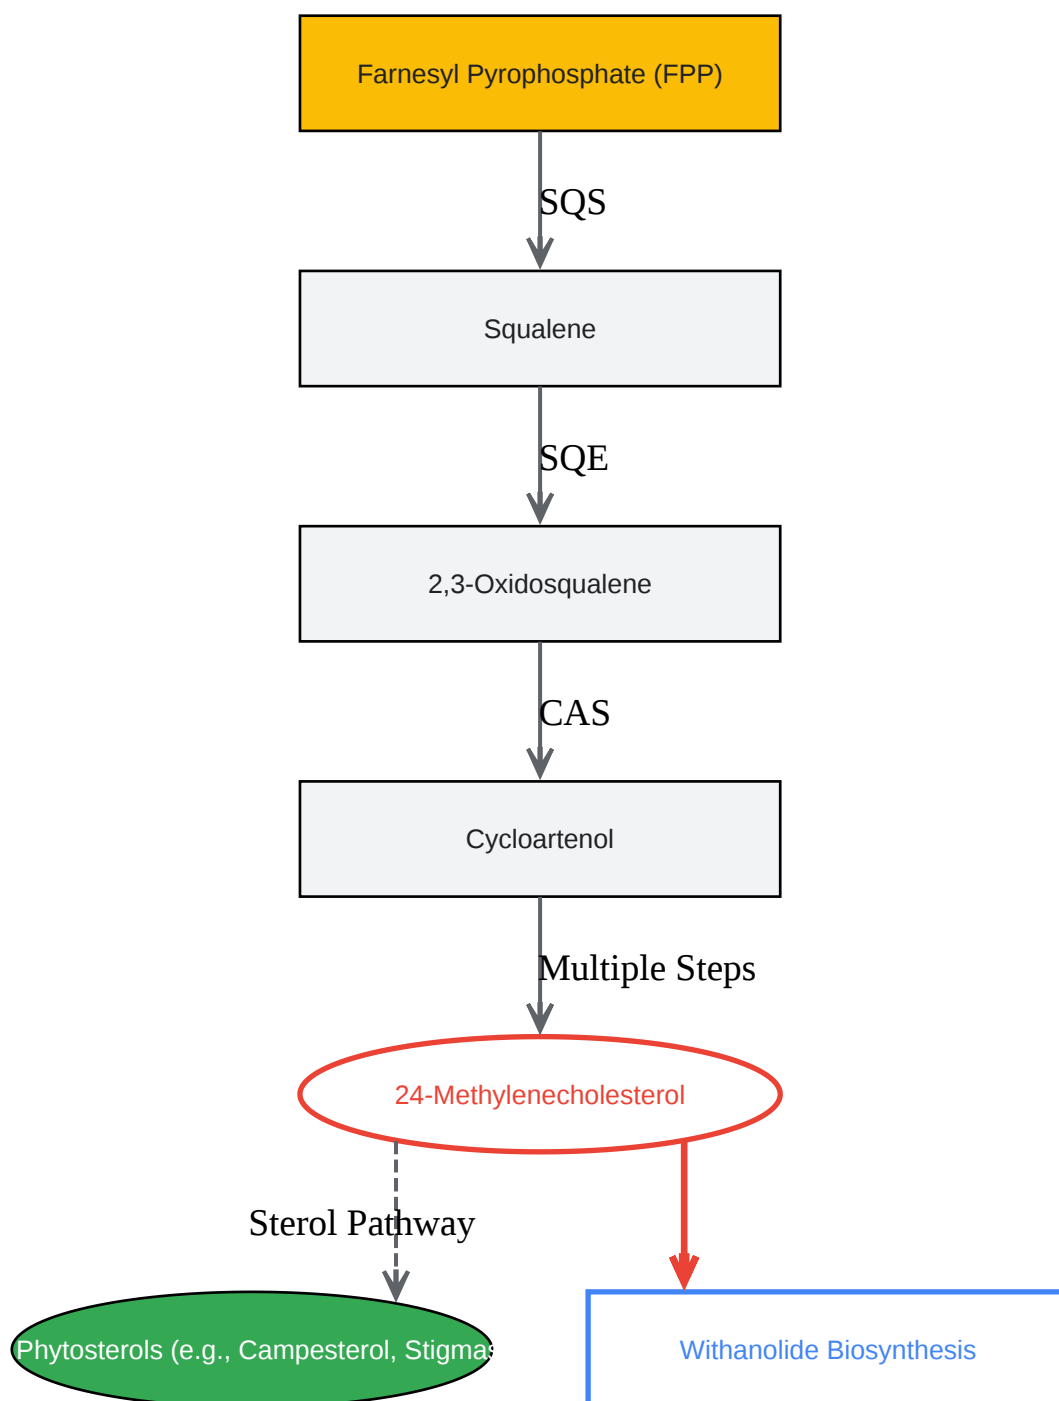 Farnesyl Pyrophosphate (FPP)
SQS
Squalene
SQE
2,3-Oxidosqualene
CAS
Cycloartenol
Multiple Steps
24-Methylenecholesterol
Sterol Pathway
Phytosterols (e.g., Campesterol, Stigmas
Withanolide Biosynthesis